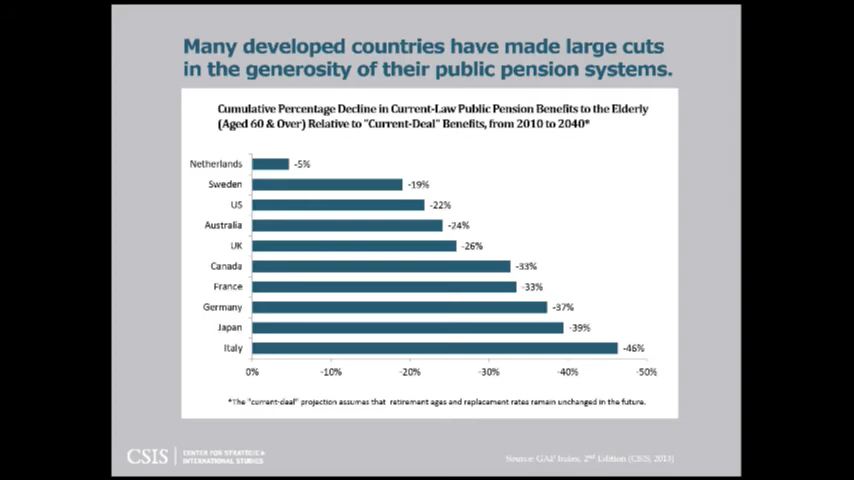 Many developed countries have made large cuts
in the generosity of their public pension systems.
Cumulative Percentage Decline in Current-Law Public Pension Benefits to the Elderly
(Aged 60 & Over) Relative to "Current-Deal" Benefits, from 2010 to 2040*
Netherlands -5%
Sweden -19%
US -22%
Australia -24%
UK -26%
Canada -33%
France -33%
Germany -37%
Japan -39%
Italy -46%
0% -10% -20% -30% -40% -50%
*The "current-deal" projection assumes that retirement ages and replacement rates remain unchanged in the future.
CSIS
CENTER FOR STRATEGIC &
INTERNATIONAL STUDIES
Source: GAP Index, 2nd Edition (CSIS, 2013)